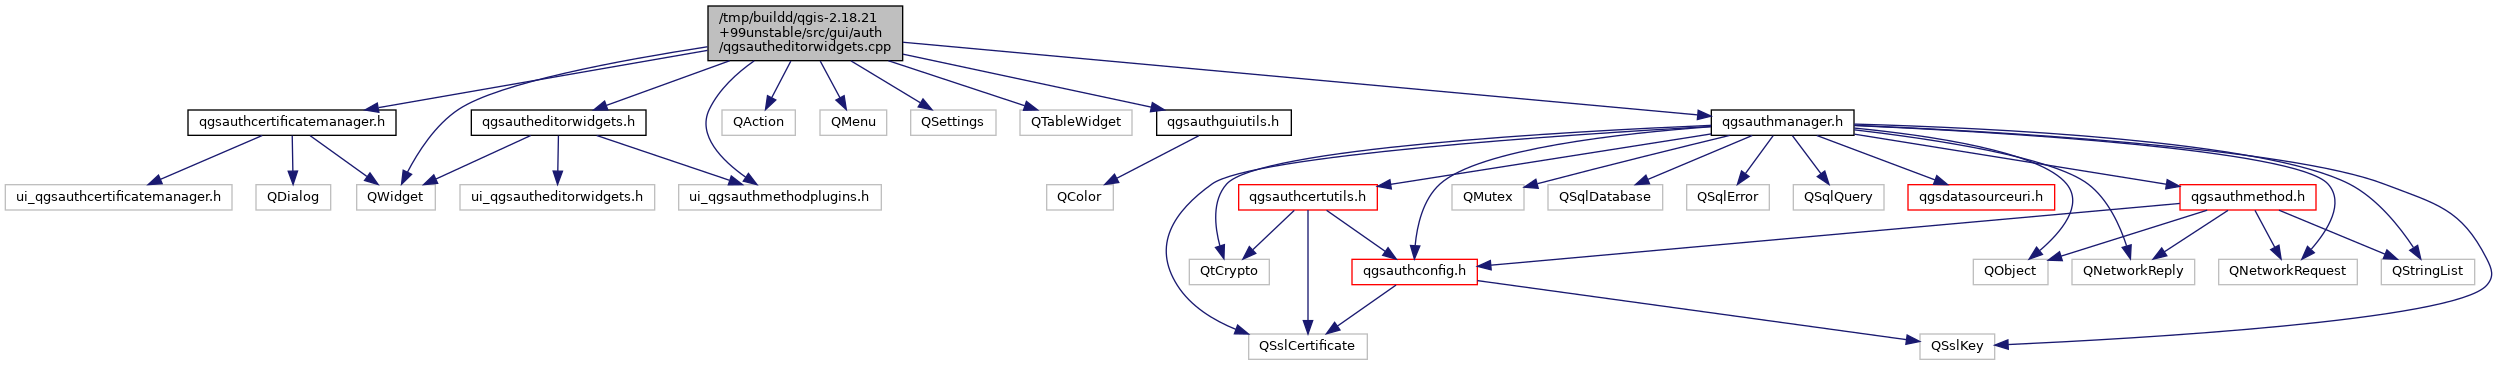 /tmp/buildd/qgis-2.18.21
+99unstable/src/gui/auth
/qgsautheditorwidgets.cpp
qgsauthcertificatemanager.h
qgsautheditorwidgets.h
QAction
QMenu
QSettings
QTableWidget
qgsauthguiutils.h
qgsauthmanager.h
ui_qgsauthcertificatemanager.h
QDialog
QWidget
ui_qgsautheditorwidgets.h
ui_qgsauthmethodplugins.h
QColor
qgsauthcertutils.h
QMutex
QSqlDatabase
QSqlError
QSqlQuery
qgsdatasourceuri.h
qgsauthmethod.h
QtCrypto
qgsauthconfig.h
QObject
QNetworkReply
QNetworkRequest
QStringList
QSslCertificate
QSslKey